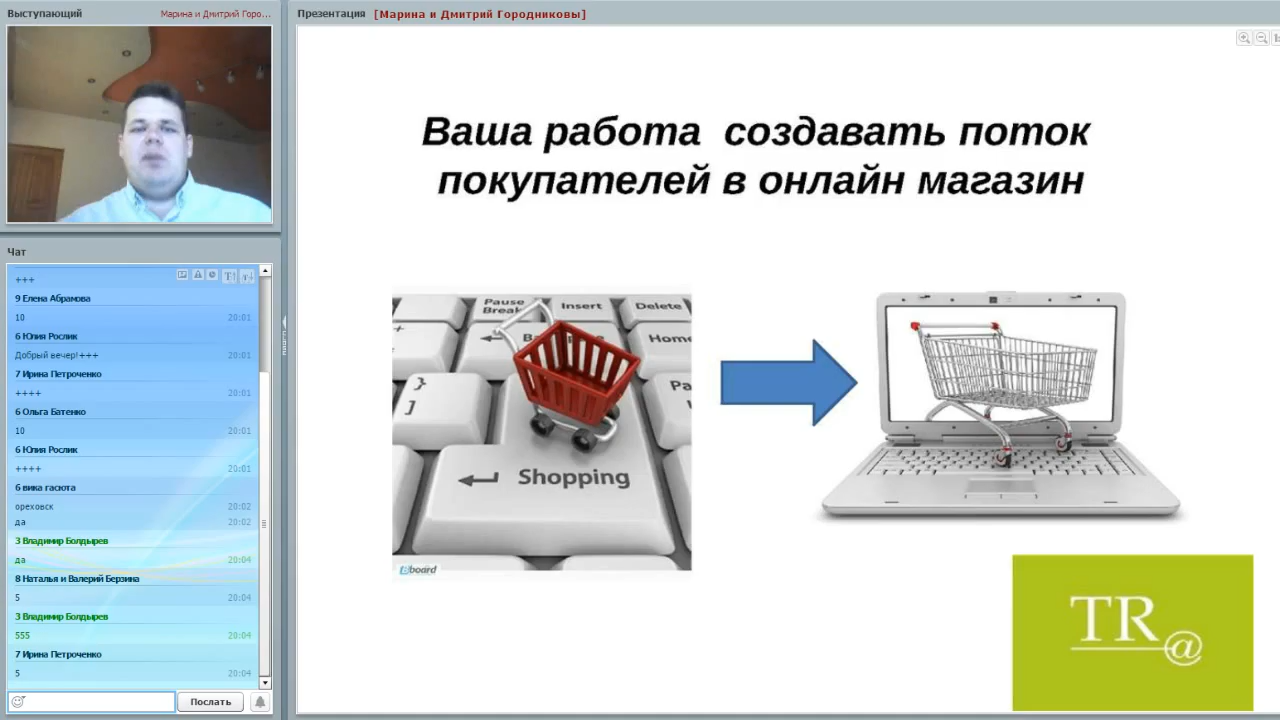 Выступающий
Марина и Дмитрий Горо...
Презентация [Марина и Дмитрий Городниковы]
Ваша работа создавать поток
покупателей в онлайн магазин
Чат
+++
9 Елена Абрамова
10 20:01
6 Юлия Рослик
Добрый вечер!+++ 20:01
7 Ирина Петроченко
++++ 20:01
6 Ольга Батенко
10 20:01
6 Юлия Рослик
++++ 20:01
6 вика гасюта
ореховск 20:02
да 20:02
3 Владимир Болдырев
да 20:04
8 Наталья и Валерий Берзина
5 20:04
3 Владимир Болдырев
555 20:04
7 Ирина Петроченко
5 20:04
Послать
Pause
Break
Insert
Delete
Home
}
]
Shopping
TR@